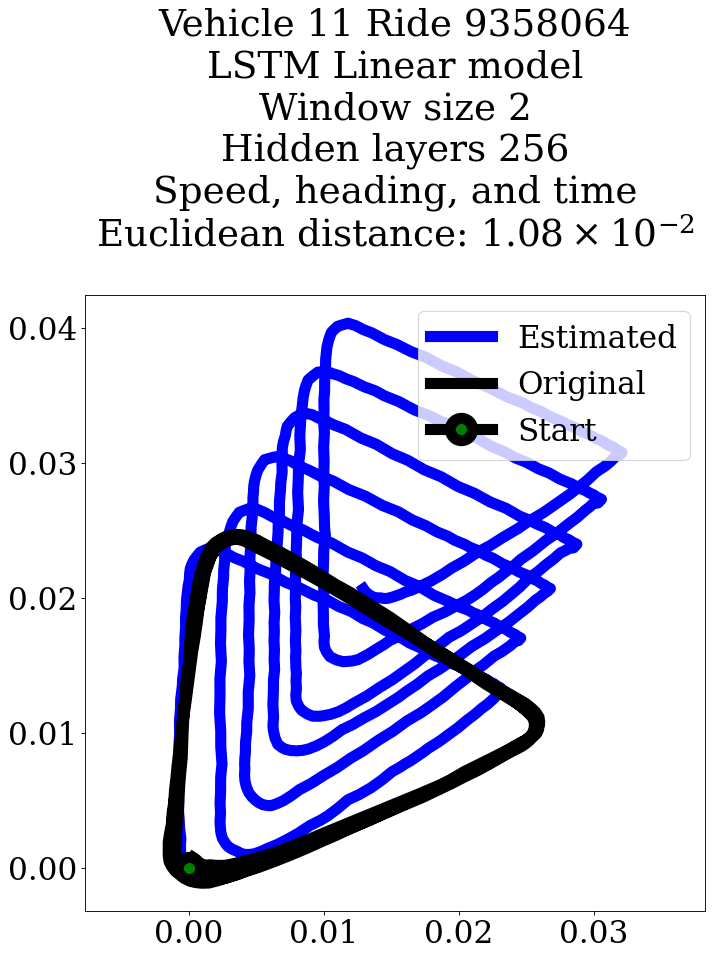 Vehicle 11 Ride 9358064
LSTM Linear model
Window size 2
Hidden layers 256
Speed, heading, and time
Euclidean distance: 1.08 × 10⁻²
0.04
Estimated
Original
Start
0.03
0.02
0.01
0.00
0.00 0.01 0.02 0.03